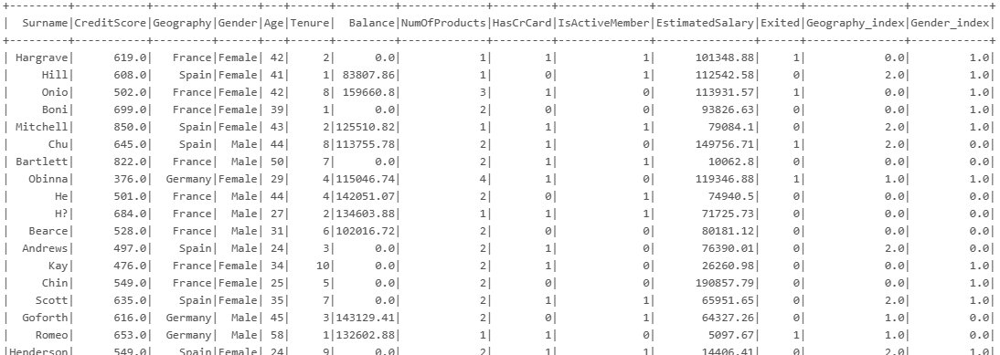 +---------+-----------+---------+------+---+------+---------+-------------+---------+--------------+---------------+------+---------------+------------+
|  Surname|CreditScore|Geography|Gender|Age|Tenure|  Balance|NumOfProducts|HasCrCard|IsActiveMember|EstimatedSalary|Exited|Geography_index|Gender_index|
+---------+-----------+---------+------+---+------+---------+-------------+---------+--------------+---------------+------+---------------+------------+
| Hargrave|      619.0|   France|Female| 42|     2|      0.0|            1|        1|             1|      101348.88|     1|            0.0|         1.0|
|     Hill|      608.0|    Spain|Female| 41|     1| 83807.86|            1|        0|             1|      112542.58|     0|            2.0|         1.0|
|     Onio|      502.0|   France|Female| 42|     8| 159660.8|            3|        1|             0|      113931.57|     1|            0.0|         1.0|
|     Boni|      699.0|   France|Female| 39|     1|      0.0|            2|        0|             0|       93826.63|     0|            0.0|         1.0|
| Mitchell|      850.0|    Spain|Female| 43|     2|125510.82|            1|        1|             1|        79084.1|     0|            2.0|         1.0|
|      Chu|      645.0|    Spain|  Male| 44|     8|113755.78|            2|        1|             0|      149756.71|     1|            2.0|         0.0|
| Bartlett|      822.0|   France|  Male| 50|     7|      0.0|            2|        1|             1|        10062.8|     0|            0.0|         0.0|
|   Obinna|      376.0|  Germany|Female| 29|     4|115046.74|            4|        1|             0|      119346.88|     1|            1.0|         1.0|
|       He|      501.0|   France|  Male| 44|     4|142051.07|            2|        0|             1|        74940.5|     0|            0.0|         0.0|
|       H?|      684.0|   France|  Male| 27|     2|134603.88|            1|        1|             1|       71725.73|     0|            0.0|         0.0|
|   Bearce|      528.0|   France|  Male| 31|     6|102016.72|            2|        0|             0|       80181.12|     0|            0.0|         0.0|
|  Andrews|      497.0|    Spain|  Male| 24|     3|      0.0|            2|        1|             0|       76390.01|     0|            2.0|         0.0|
|      Kay|      476.0|   France|Female| 34|    10|      0.0|            2|        1|             0|       26260.98|     0|            0.0|         1.0|
|     Chin|      549.0|   France|Female| 25|     5|      0.0|            2|        0|             0|      190857.79|     0|            0.0|         1.0|
|    Scott|      635.0|    Spain|Female| 35|     7|      0.0|            2|        1|             1|       65951.65|     0|            2.0|         1.0|
|  Goforth|      616.0|  Germany|  Male| 45|     3|143129.41|            2|        0|             1|       64327.26|     0|            1.0|         0.0|
|    Romeo|      653.0|  Germany|  Male| 58|     1|132602.88|            1|        1|             0|        5097.67|     1|            1.0|         0.0|
|Henderson|      549.0|    Spain|Female| 24|     9|      0.0|            2|        1|             1|       14406.41|     0|            2.0|         1.0|